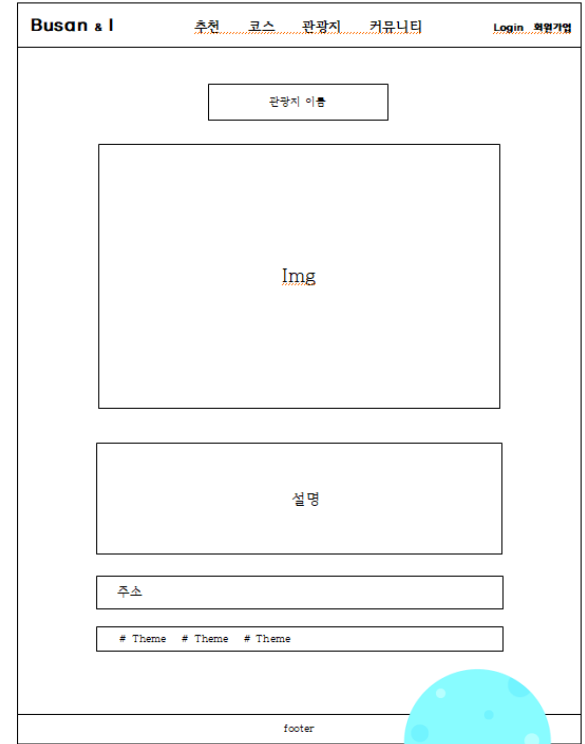 Busan & I 추천 코스 관광지 커뮤니티 Login 회원가입
관광지 이름
Img
설명
주소
# Theme # Theme # Theme
footer